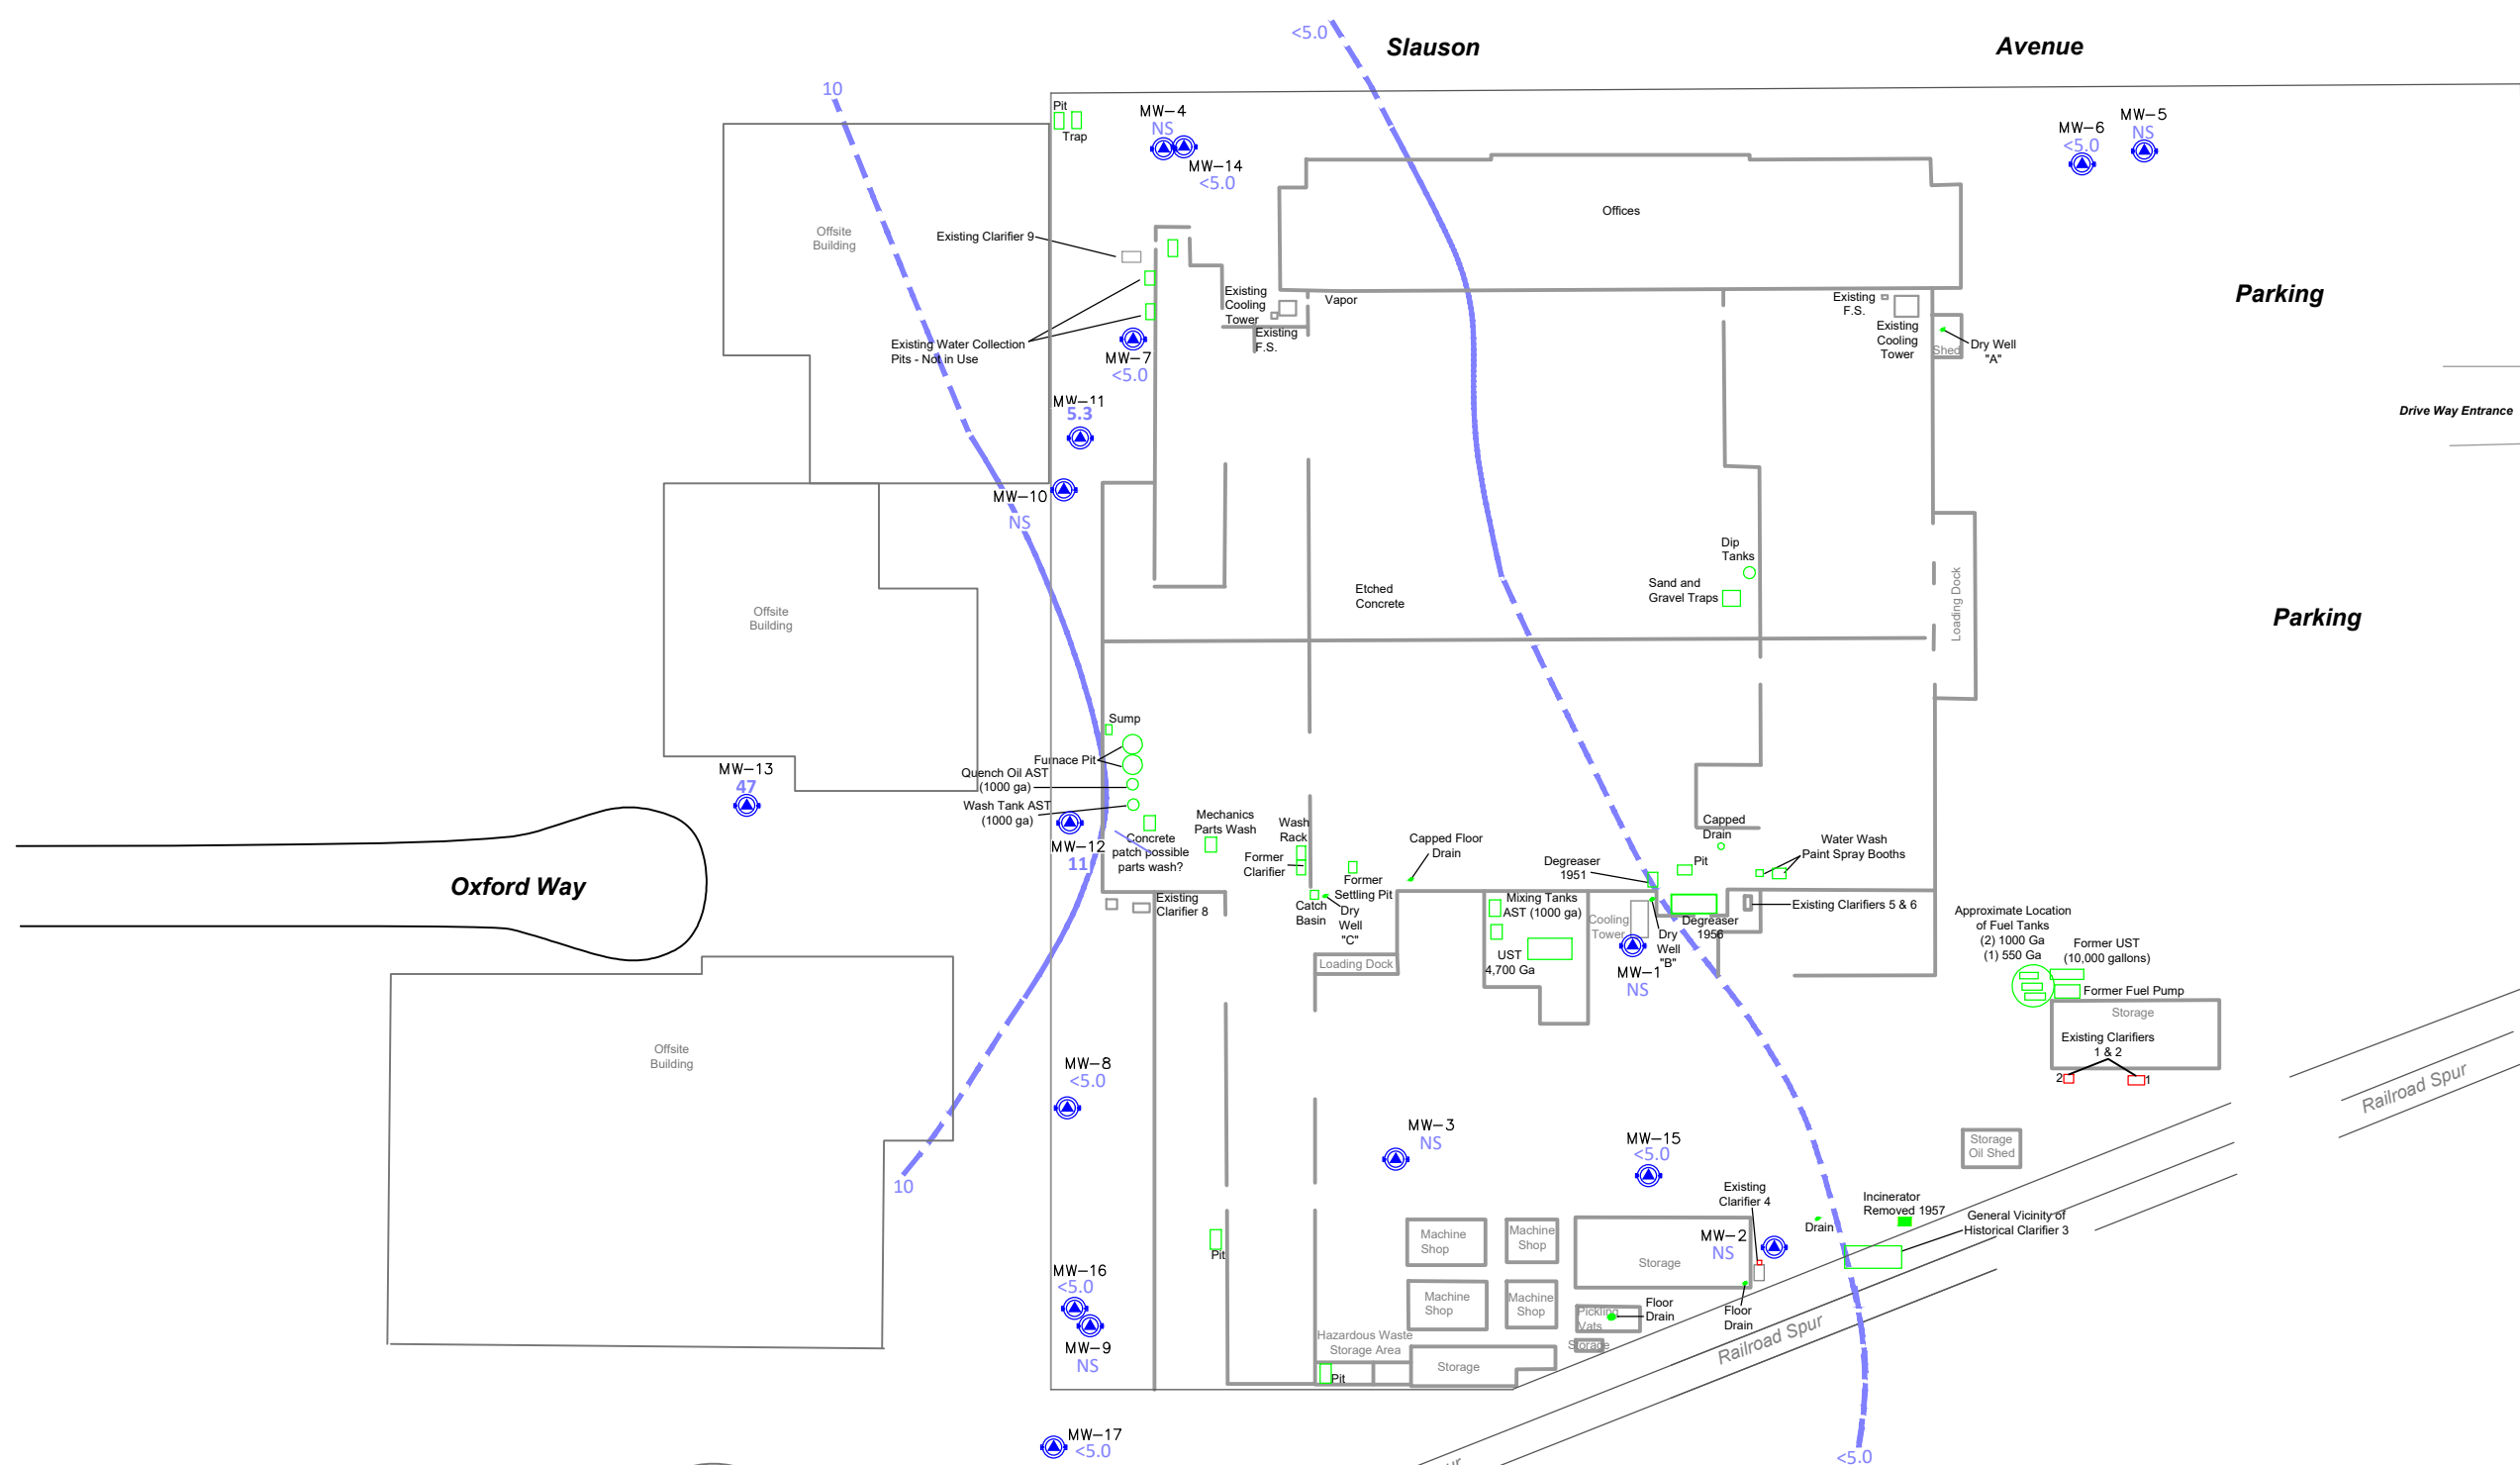 <5.0
Slauson
Avenue
10
Pit
Trap
MW-4
NS
MW-14
<5.0
MW-6
<5.0
MW-5
NS
Offices
Offsite
Building
Existing Clarifier 9
Existing
Cooling
Tower
Vapor
Existing
F.S.
Existing
F.S.
Existing
Cooling
Tower
Shed
Dry Well
"A"
Parking
Existing Water Collection
Pits - Not in Use
MW-7
<5.0
MW-11
5.3
Drive Way Entrance
MW-10
NS
Dip
Tanks
Sand and
Gravel Traps
Etched
Concrete
Loading Dock
Parking
Offsite
Building
Sump
Furnace Pit
Quench Oil AST
(1000 ga)
Wash Tank AST
(1000 ga)
MW-13
47
MW-12
11
Concrete
patch possible
parts wash?
Mechanics
Parts Wash
Wash
Rack
Former
Clarifier
Former
Settling Pit
Capped Floor
Drain
Degreaser
1951
Capped
Drain
Pit
Water Wash
Paint Spray Booths
Oxford Way
Existing
Clarifier 8
Catch
Basin
Dry
Well
"C"
Loading Dock
Mixing Tanks
AST (1000 ga)
UST
4,700 Ga
Cooling
Tower
Dry
Well
"B"
Degreaser
1956
Existing Clarifiers 5 & 6
MW-1
NS
Approximate Location
of Fuel Tanks
(2) 1000 Ga
(1) 550 Ga
Former UST
(10,000 gallons)
Former Fuel Pump
Storage
Existing Clarifiers
1 & 2
2
1
Railroad Spur
Offsite
Building
MW-8
<5.0
MW-3
NS
MW-15
<5.0
Storage
Oil Shed
10
Existing
Clarifier 4
Incinerator
Removed 1957
Drain
General Vicinity of
Historical Clarifier 3
Machine
Shop
Machine
Shop
MW-2
NS
Storage
Pit
MW-16
<5.0
Machine
Shop
Machine
Shop
Pickling
Vats
Floor
Drain
Floor
Drain
Storage
Railroad Spur
MW-9
NS
Hazardous Waste
Storage Area
Storage
Pit
MW-17
<5.0
<5.0